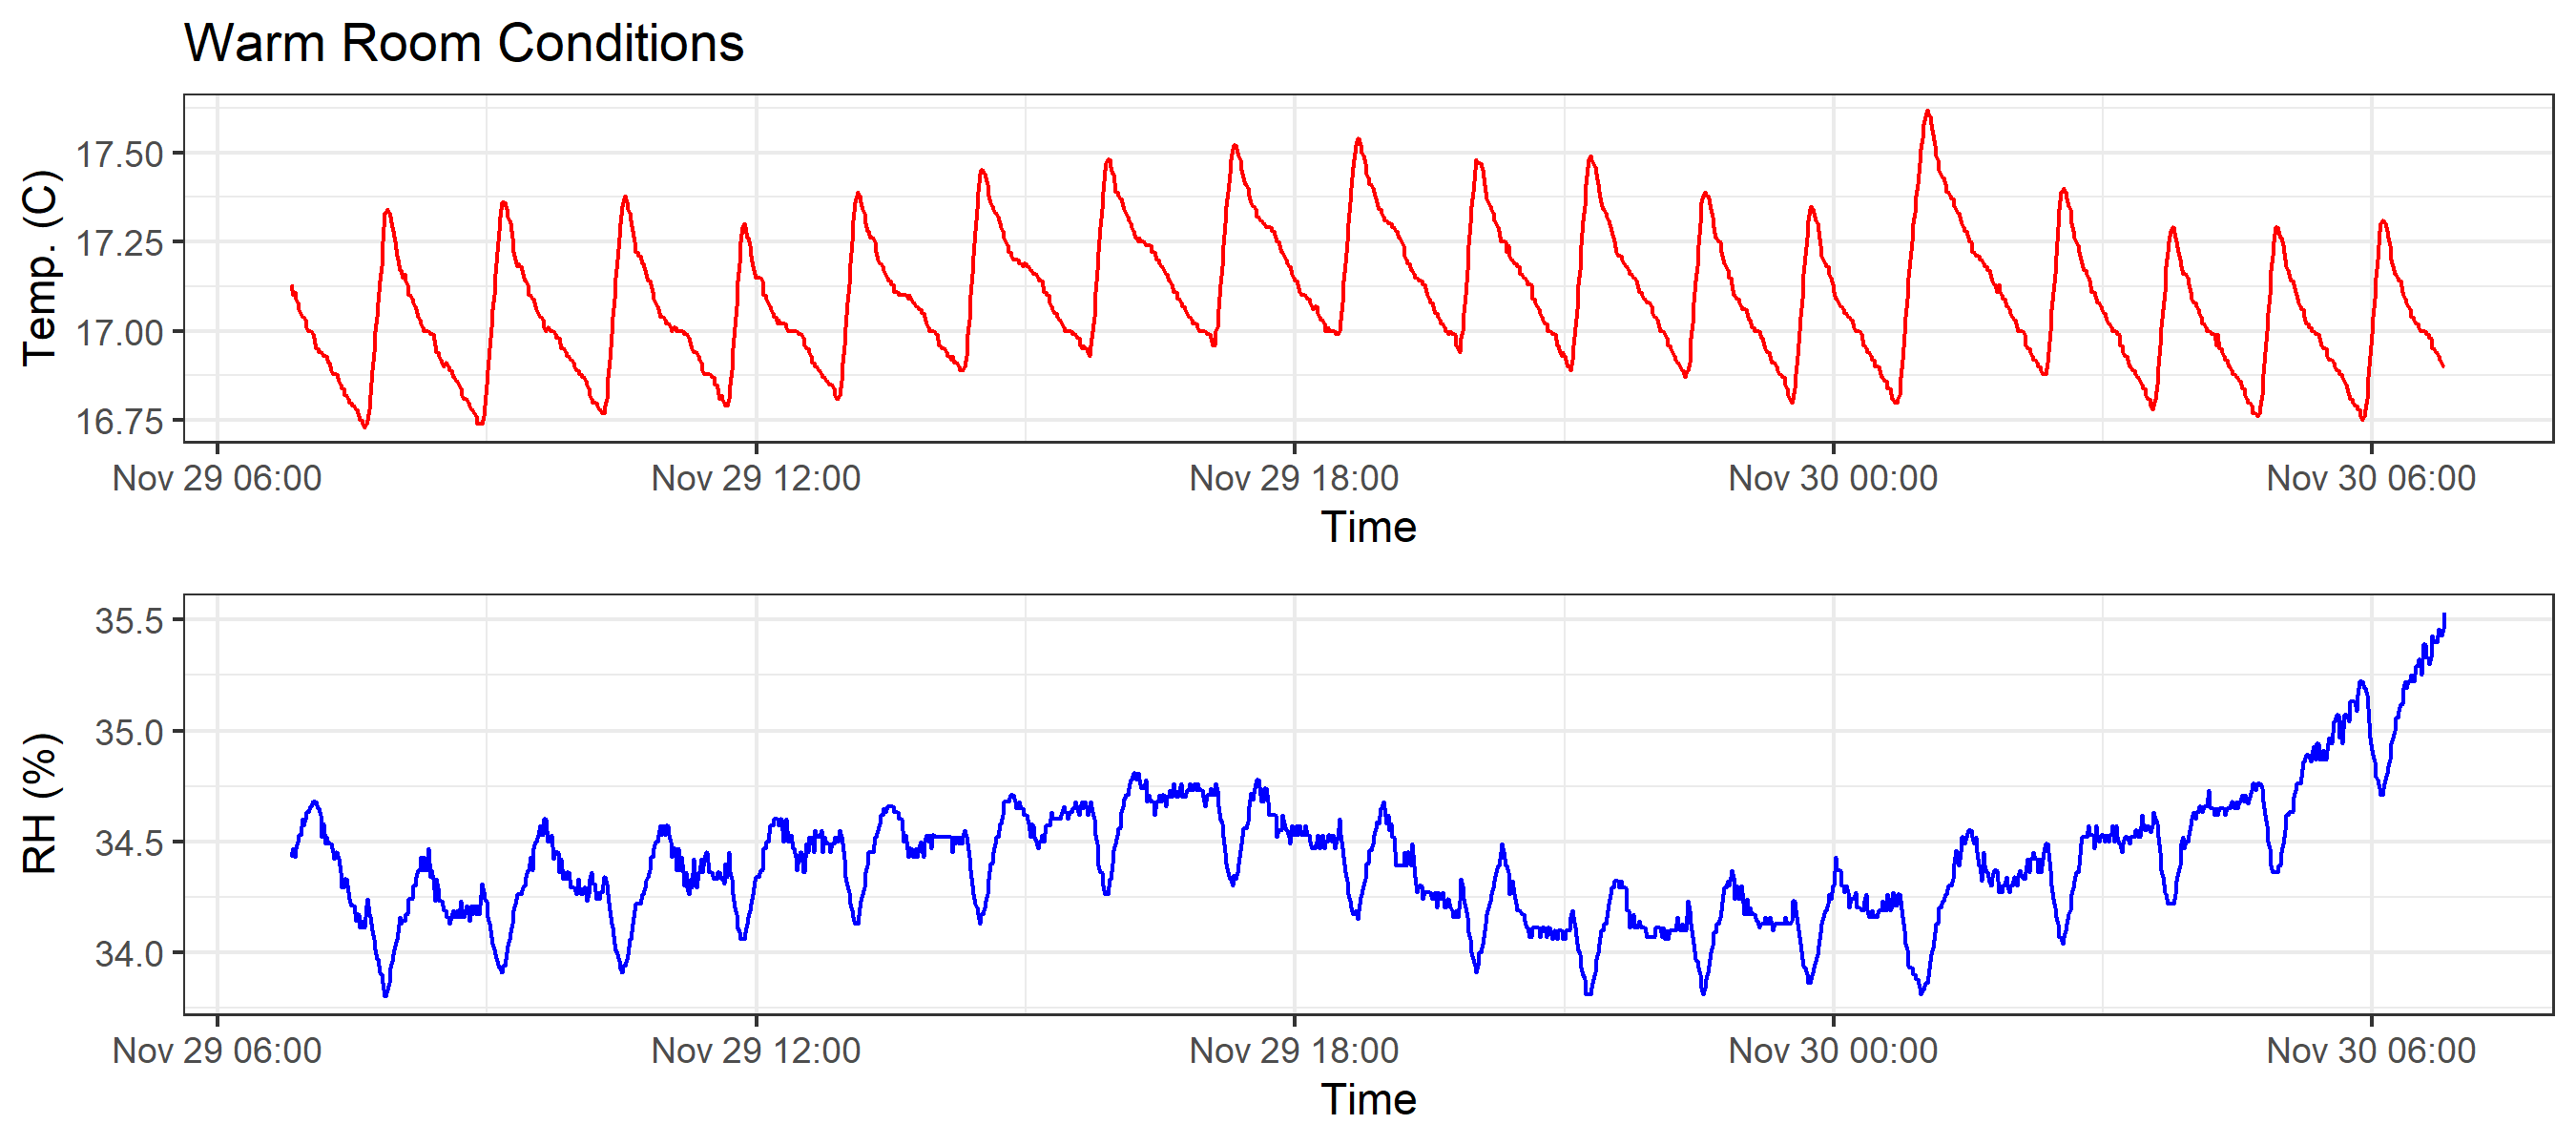 Warm Room Conditions
Temp. (C)
17.50
17.25
17.00
16.75
Nov 29 06:00 Nov 29 12:00 Nov 29 18:00 Nov 30 00:00 Nov 30 06:00
Time
RH (%)
35.5
35.0
34.5
34.0
Nov 29 06:00 Nov 29 12:00 Nov 29 18:00 Nov 30 00:00 Nov 30 06:00
Time